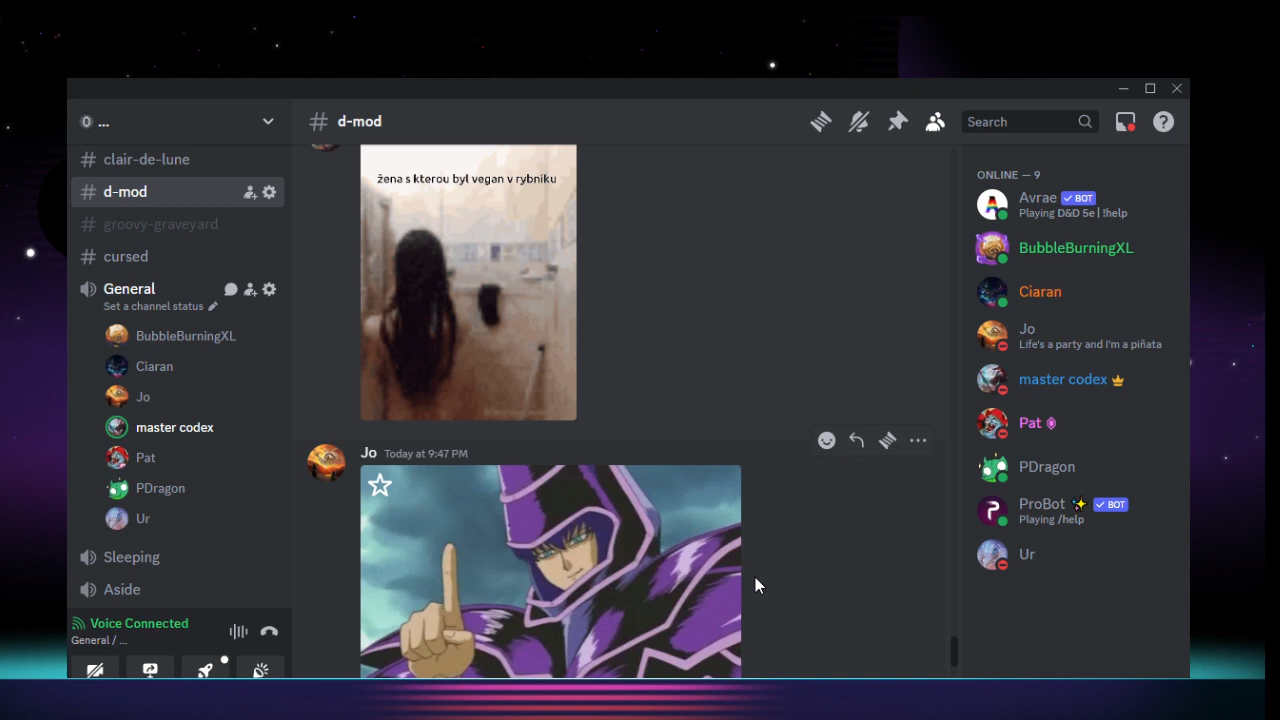 0 ...
d-mod
Search
clair-de-lune
d-mod
groovy-graveyard
cursed
General
Set a channel status
BubbleBurningXL
Ciaran
Jo
master codex
Pat
PDragon
Ur
Sleeping
Aside
Voice Connected
General / ...
žena s kterou byl vegan v rybníku
Jo Today at 9:47 PM
ONLINE — 9
Avrae BOT
Playing D&D 5e | !help
BubbleBurningXL
Ciaran
Jo
Life's a party and I'm a piñata
master codex
Pat
PDragon
ProBot BOT
Playing /help
Ur